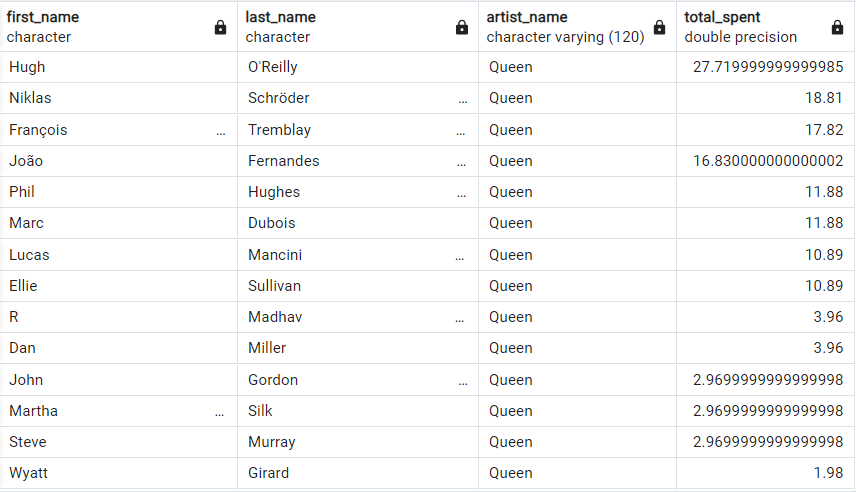 first_name last_name artist_name total_spent
character character character varying (120) double precision
Hugh O'Reilly Queen 27.719999999999985
Niklas Schröder … Queen 18.81
François … Tremblay … Queen 17.82
João Fernandes … Queen 16.830000000000002
Phil Hughes … Queen 11.88
Marc Dubois Queen 11.88
Lucas Mancini … Queen 10.89
Ellie Sullivan Queen 10.89
R Madhav … Queen 3.96
Dan Miller Queen 3.96
John Gordon … Queen 2.9699999999999998
Martha … Silk Queen 2.9699999999999998
Steve Murray Queen 2.9699999999999998
Wyatt Girard Queen 1.98